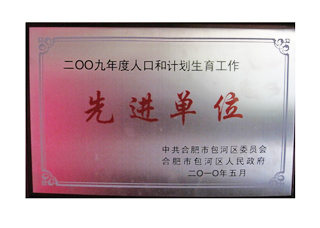 二〇〇九年度人口和计划生育工作
先进单位
中共合肥市包河区委员会
合肥市包河区人民政府
二〇一〇年五月